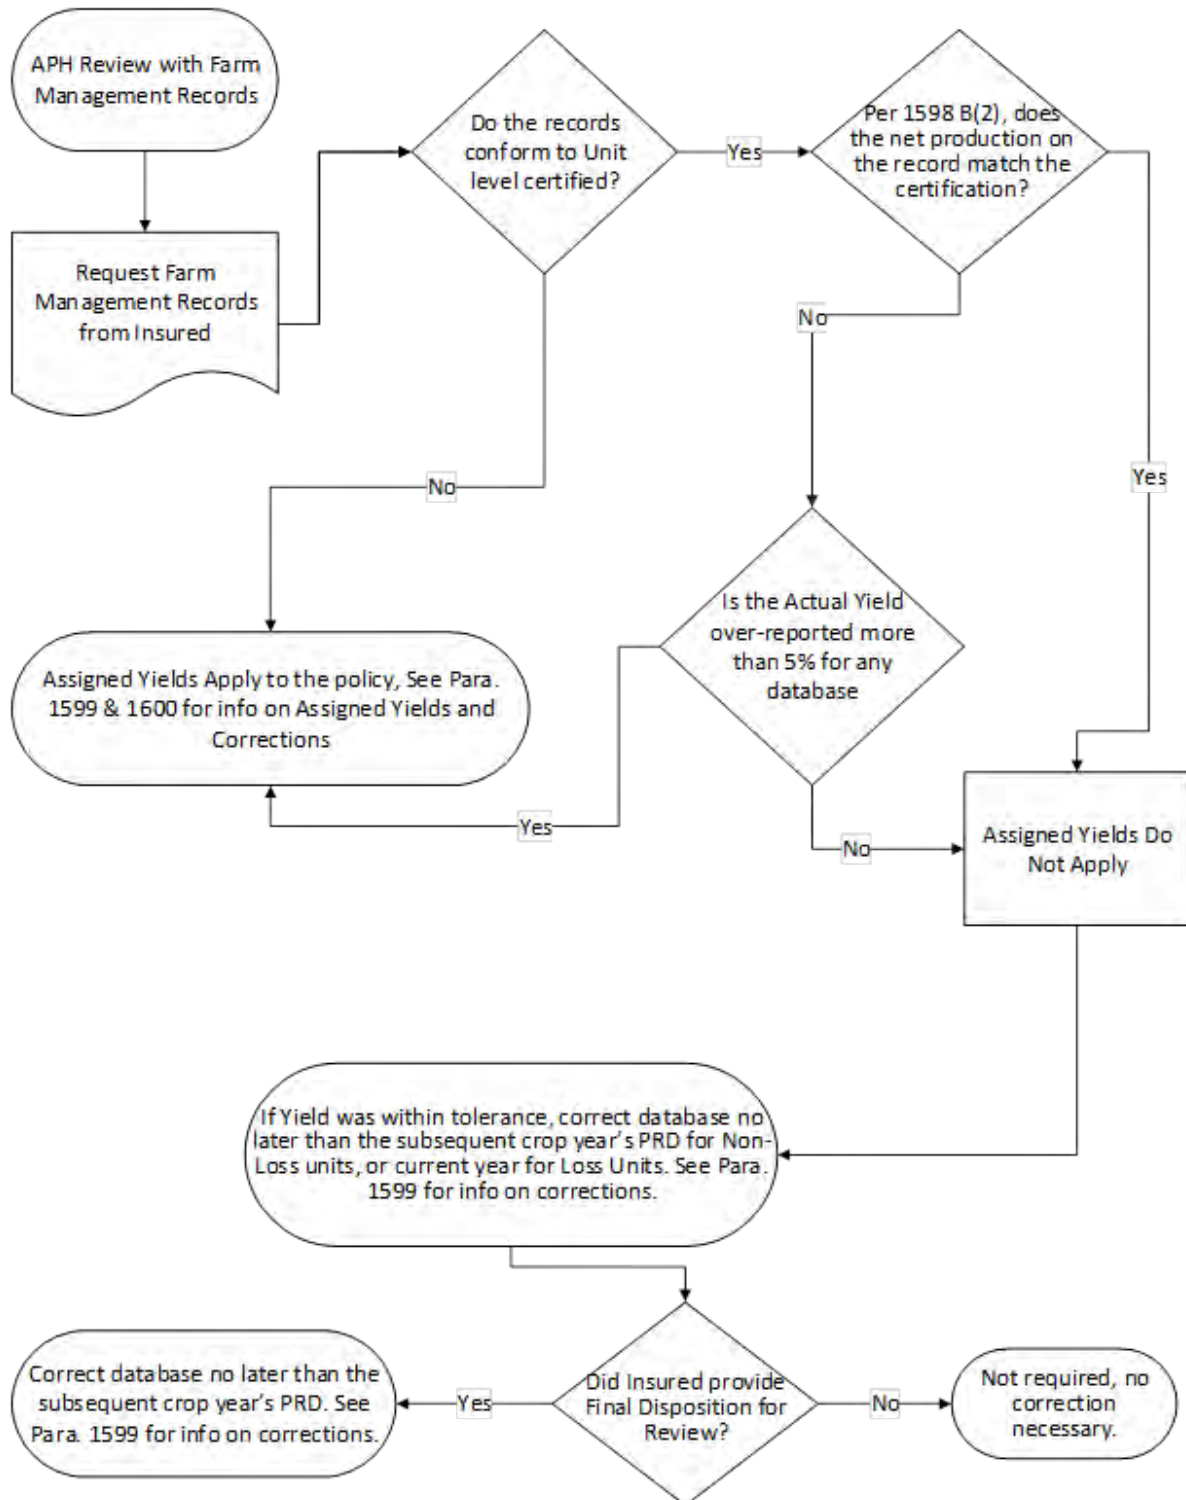 APH Review with Farm
Management Records
Do the records
conform to Unit
level certified?
Yes
Per 1598 B(2), does
the net production on
the record match the
certification?
Request Farm
Management Records
from Insured
No
No
Yes
Is the Actual Yield
over-reported more
than 5% for any
database
Assigned Yields Apply to the policy, See Para.
1599 & 1600 for info on Assigned Yields and
Corrections
Yes
No
Assigned Yields Do
Not Apply
If Yield was within tolerance, correct database no
later than the subsequent crop year's PRD for Non-
Loss units, or current year for Loss Units. See Para.
1599 for info on corrections.
Correct database no later than the
subsequent crop year's PRD. See
Para. 1599 for info on corrections.
Yes
Did Insured provide
Final Disposition for
Review?
No
Not required, no
correction
necessary.